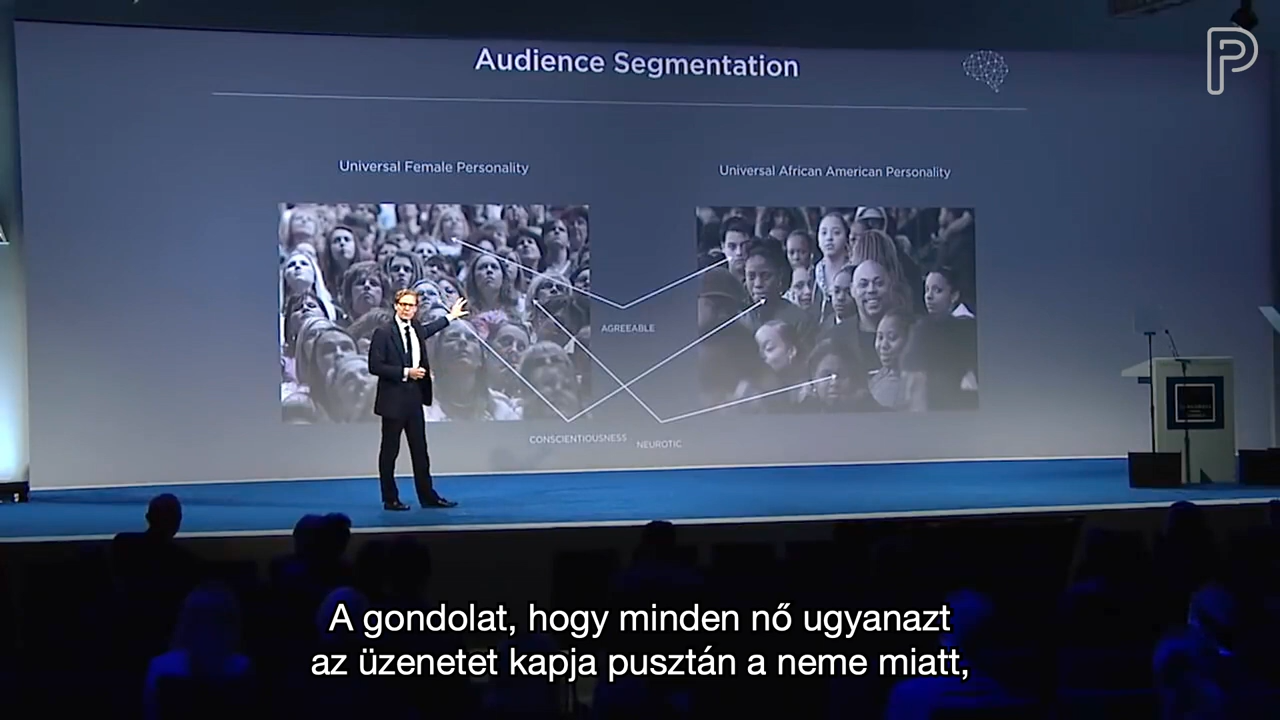 Audience Segmentation
P
Universal Female Personality
Universal African American Personality
AGREEABLE
CONSCIENTIOUSNESS
NEUROTIC
A gondolat, hogy minden nő ugyanazt
az üzenetet kapja pusztán a neme miatt,